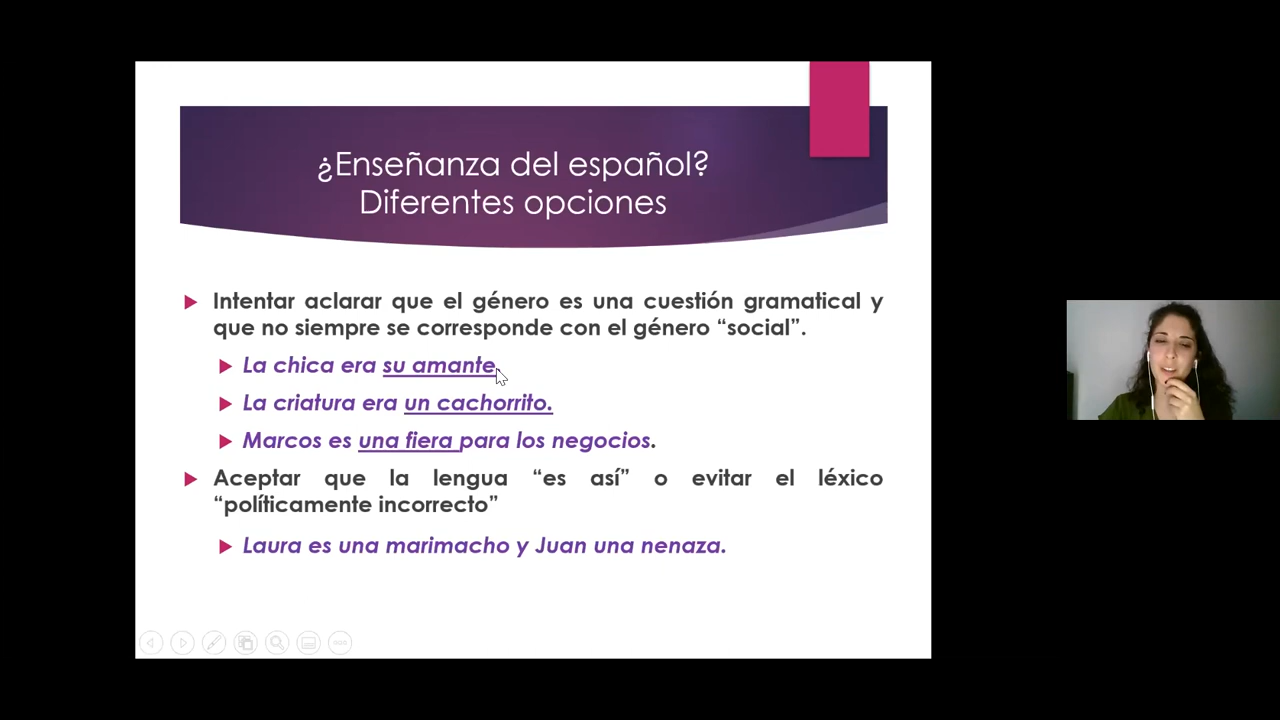 ¿Enseñanza del español?
Diferentes opciones
Intentar aclarar que el género es una cuestión gramatical y
que no siempre se corresponde con el género “social”.
La chica era su amante.
La criatura era un cachorrito.
Marcos es una fiera para los negocios.
Aceptar que la lengua “es así” o evitar el léxico
“políticamente incorrecto”
Laura es una marimacho y Juan una nenaza.